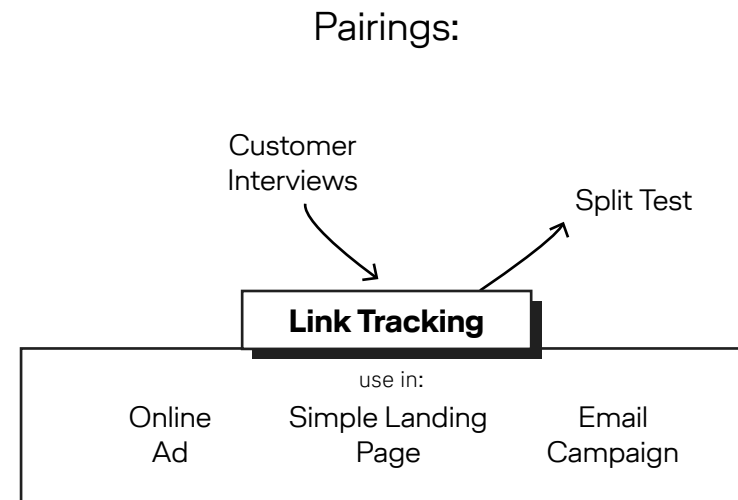 Pairings:
Customer
Interviews
Split Test
Link Tracking
use in:
Online
Ad
Simple Landing
Page
Email
Campaign